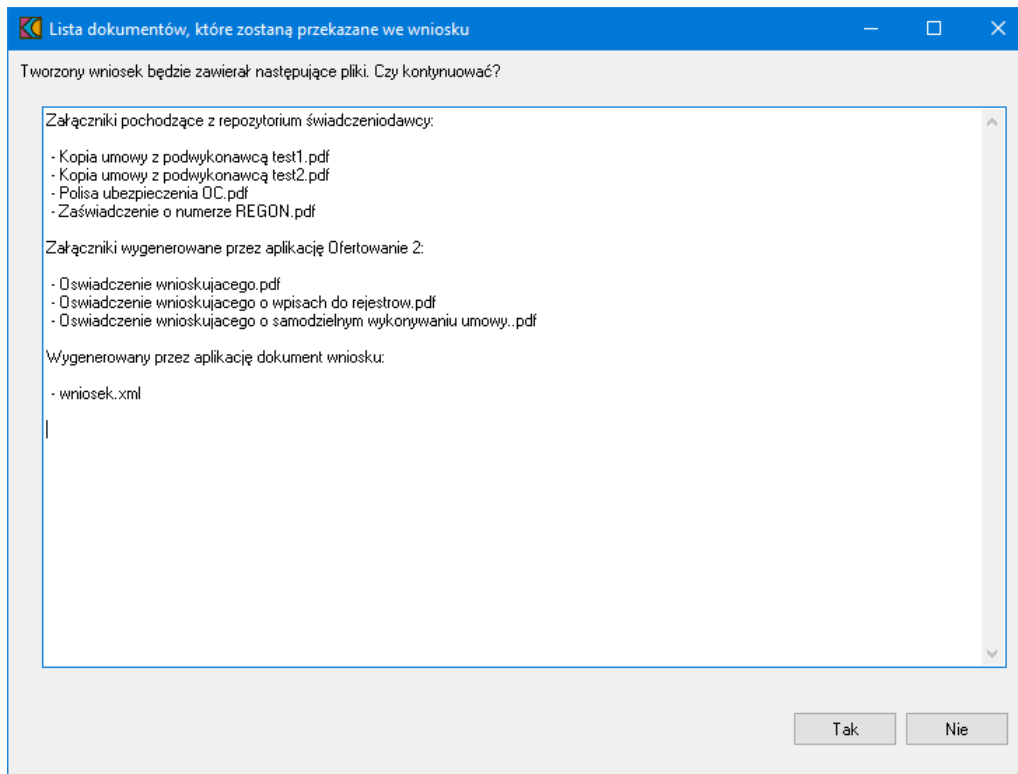 Lista dokumentów, które zostaną przekazane we wniosku
Tworzony wniosek będzie zawierał następujące pliki. Czy kontynuować?
Załączniki pochodzące z repozytorium świadczeniodawcy:
- Kopia umowy z podwykonawcą test1.pdf
- Kopia umowy z podwykonawcą test2.pdf
- Polisa ubezpieczenia OC.pdf
- Zaświadczenie o numerze REGON.pdf
Załączniki wygenerowane przez aplikację Ofertowanie 2:
- Oswiadczenie wnioskujacego.pdf
- Oswiadczenie wnioskujacego o wpisach do rejestrow.pdf
- Oswiadczenie wnioskujacego o samodzielnym wykonywaniu umowy..pdf
Wygenerowany przez aplikację dokument wniosku:
- wniosek.xml
Tak Nie